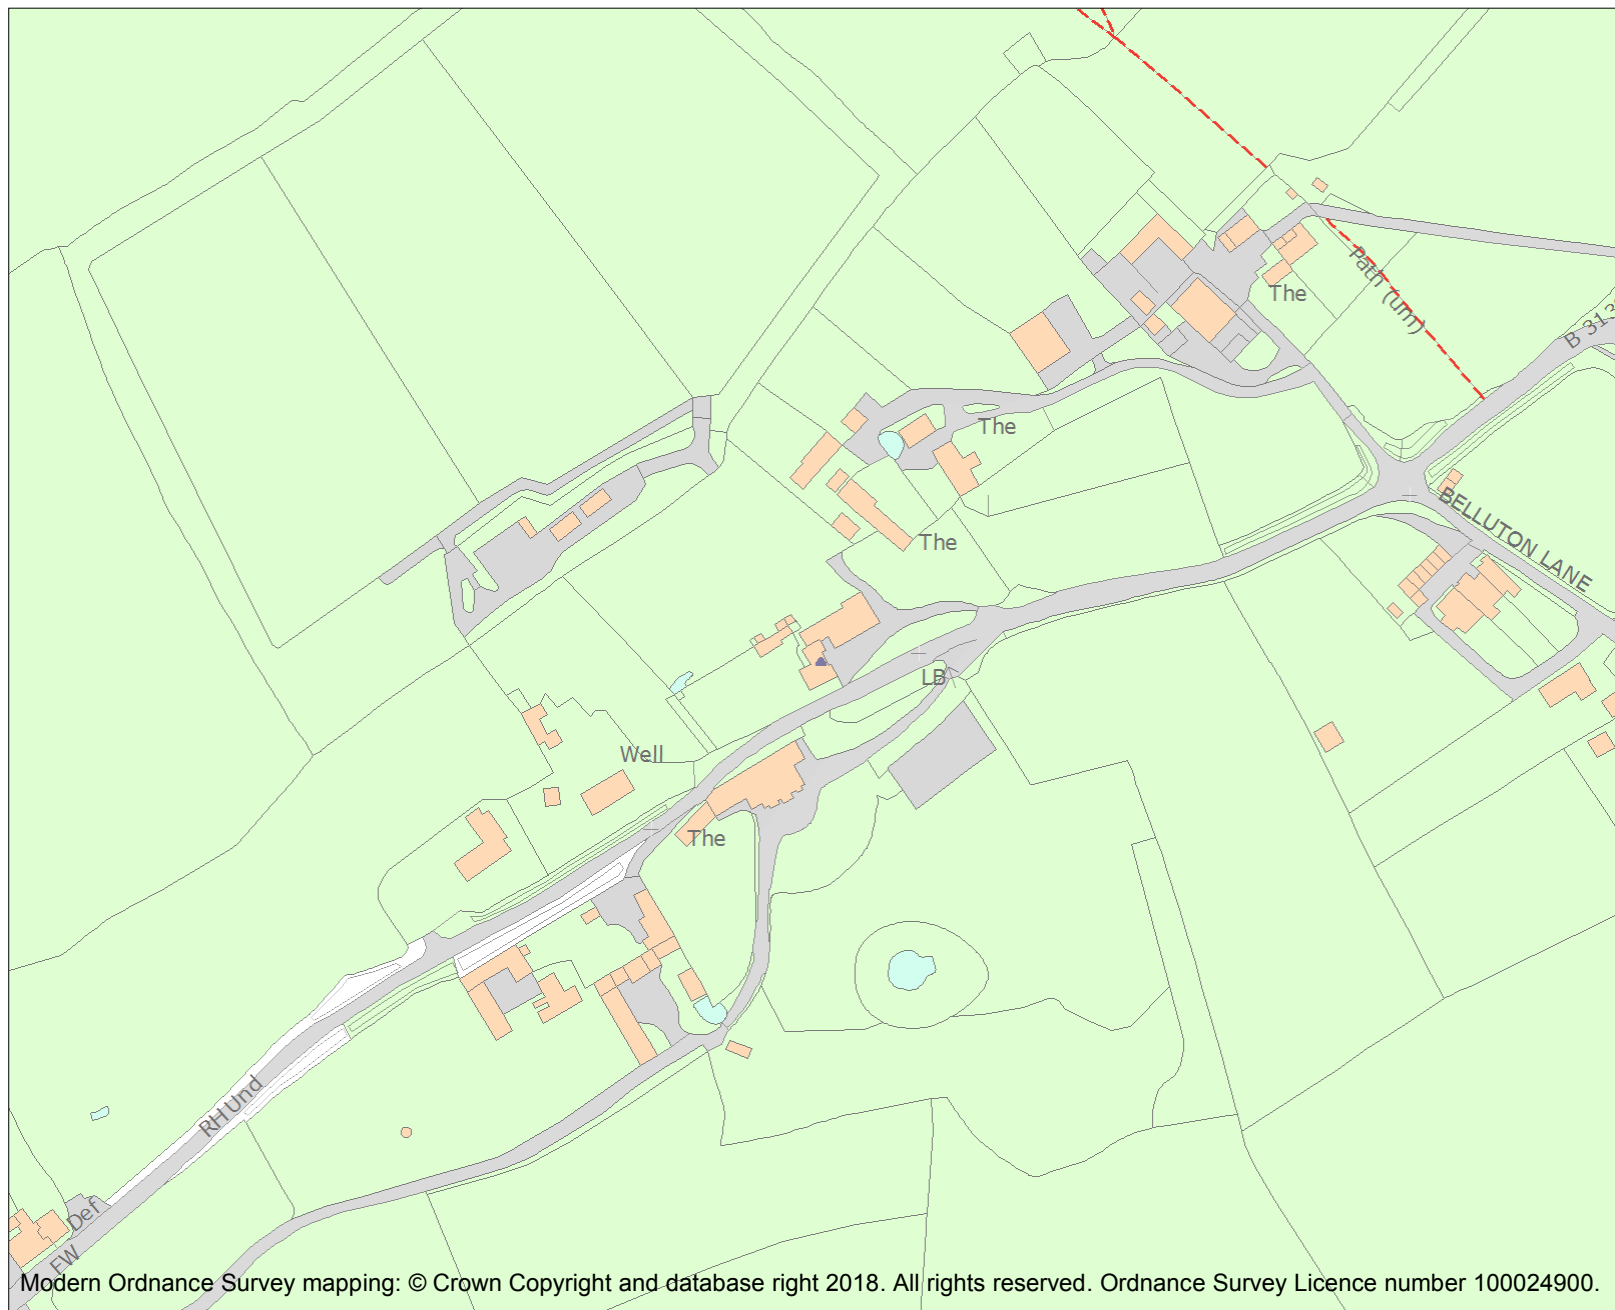 The
Path (um)
B 313
The
BELLUTON LANE
The
LB
Well
The
RH
Und
Def
FW
Modern Ordnance Survey mapping: © Crown Copyright and database right 2018. All rights reserved. Ordnance Survey Licence number 100024900.